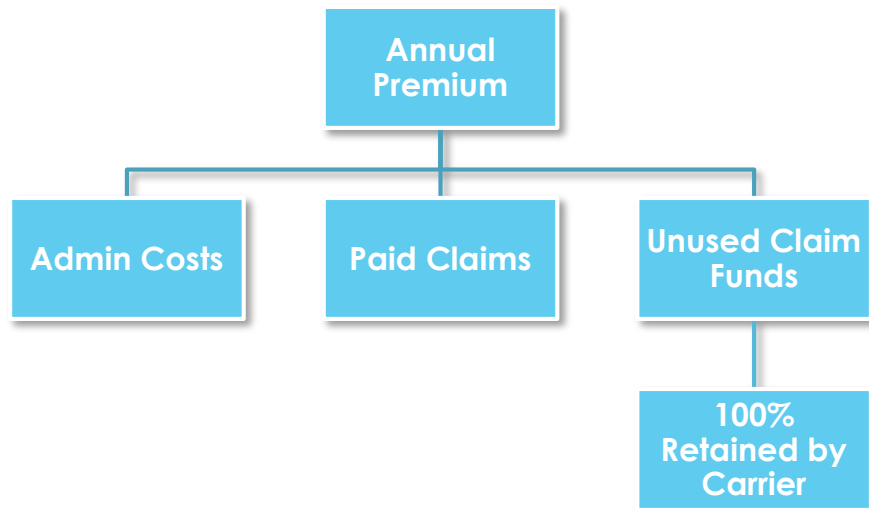 Annual
Premium
Admin Costs
Paid Claims
Unused Claim
Funds
100%
Retained by
Carrier